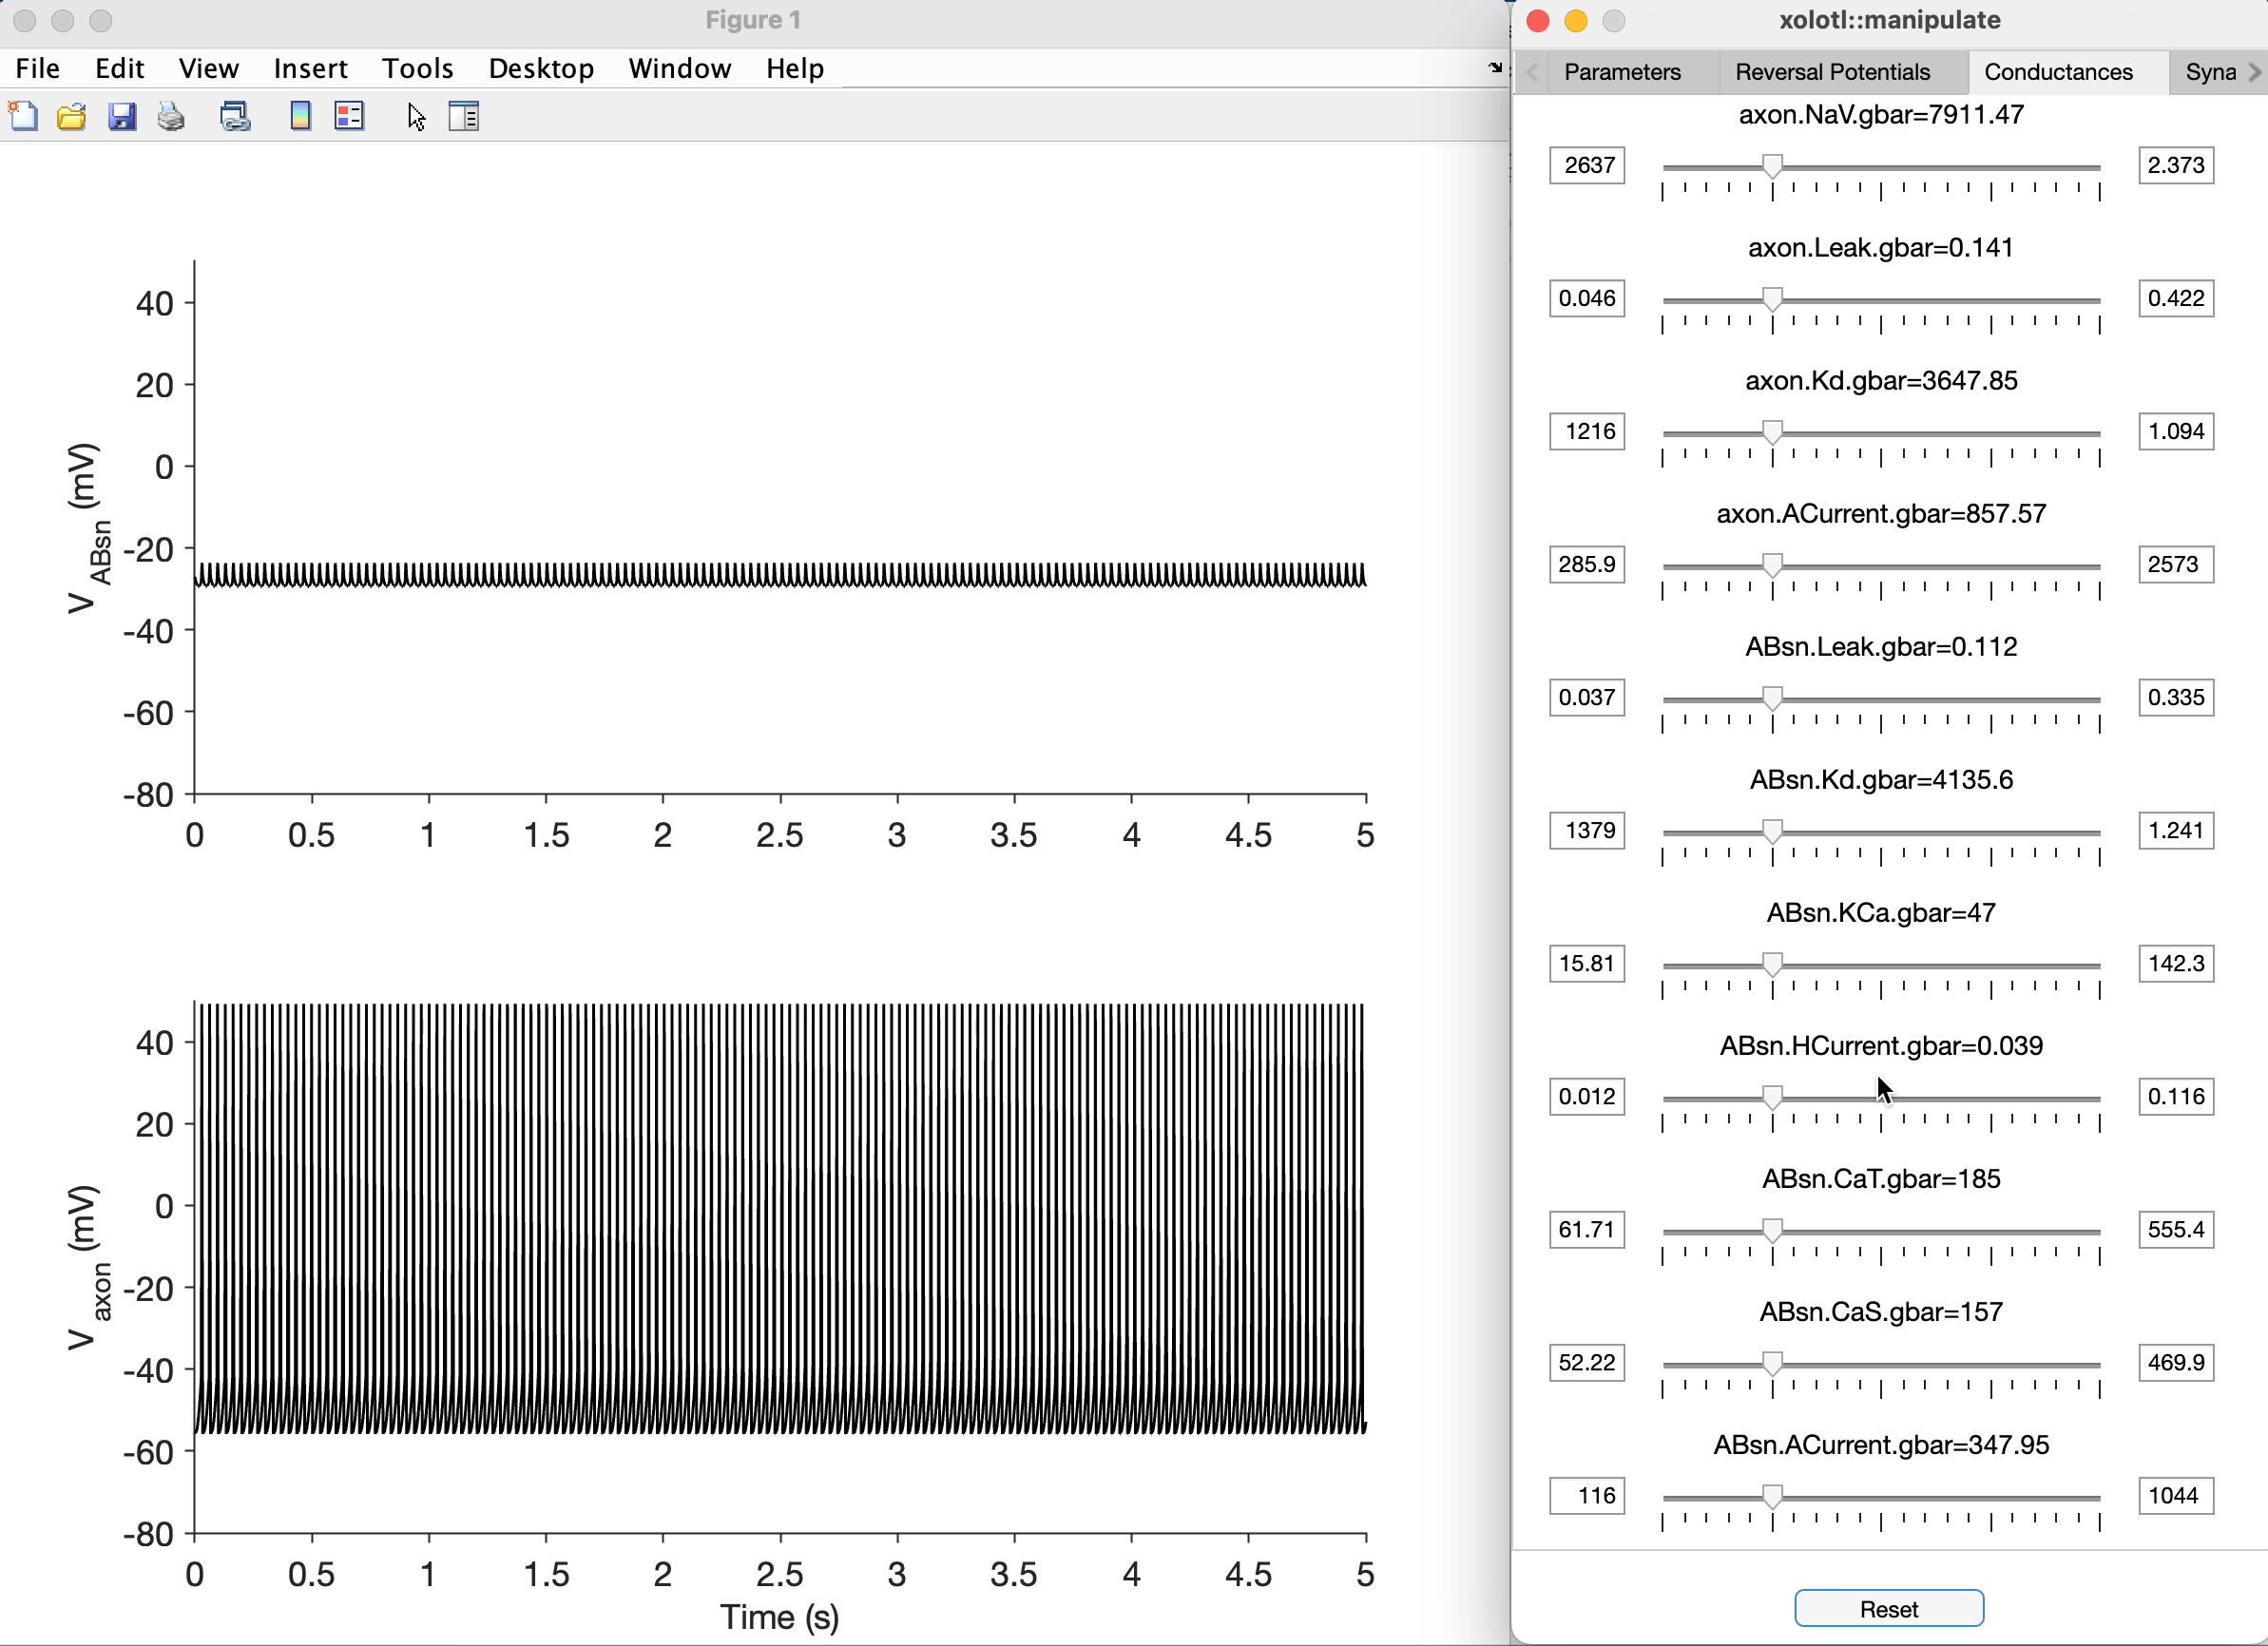 Figure 1
File Edit View Insert Tools Desktop Window Help
40
20
0
-20
-40
-60
-80
V ABsn (mV)
0 0.5 1 1.5 2 2.5 3 3.5 4 4.5 5
40
20
0
-20
-40
-60
-80
V axon (mV)
0 0.5 1 1.5 2 2.5 3 3.5 4 4.5 5
Time (s)
xolotl::manipulate
Parameters Reversal Potentials Conductances Syna
axon.NaV.gbar=7911.47
2637 2.373
axon.Leak.gbar=0.141
0.046 0.422
axon.Kd.gbar=3647.85
1216 1.094
axon.ACurrent.gbar=857.57
285.9 2573
ABsn.Leak.gbar=0.112
0.037 0.335
ABsn.Kd.gbar=4135.6
1379 1.241
ABsn.KCa.gbar=47
15.81 142.3
ABsn.HCurrent.gbar=0.039
0.012 0.116
ABsn.CaT.gbar=185
61.71 555.4
ABsn.CaS.gbar=157
52.22 469.9
ABsn.ACurrent.gbar=347.95
116 1044
Reset